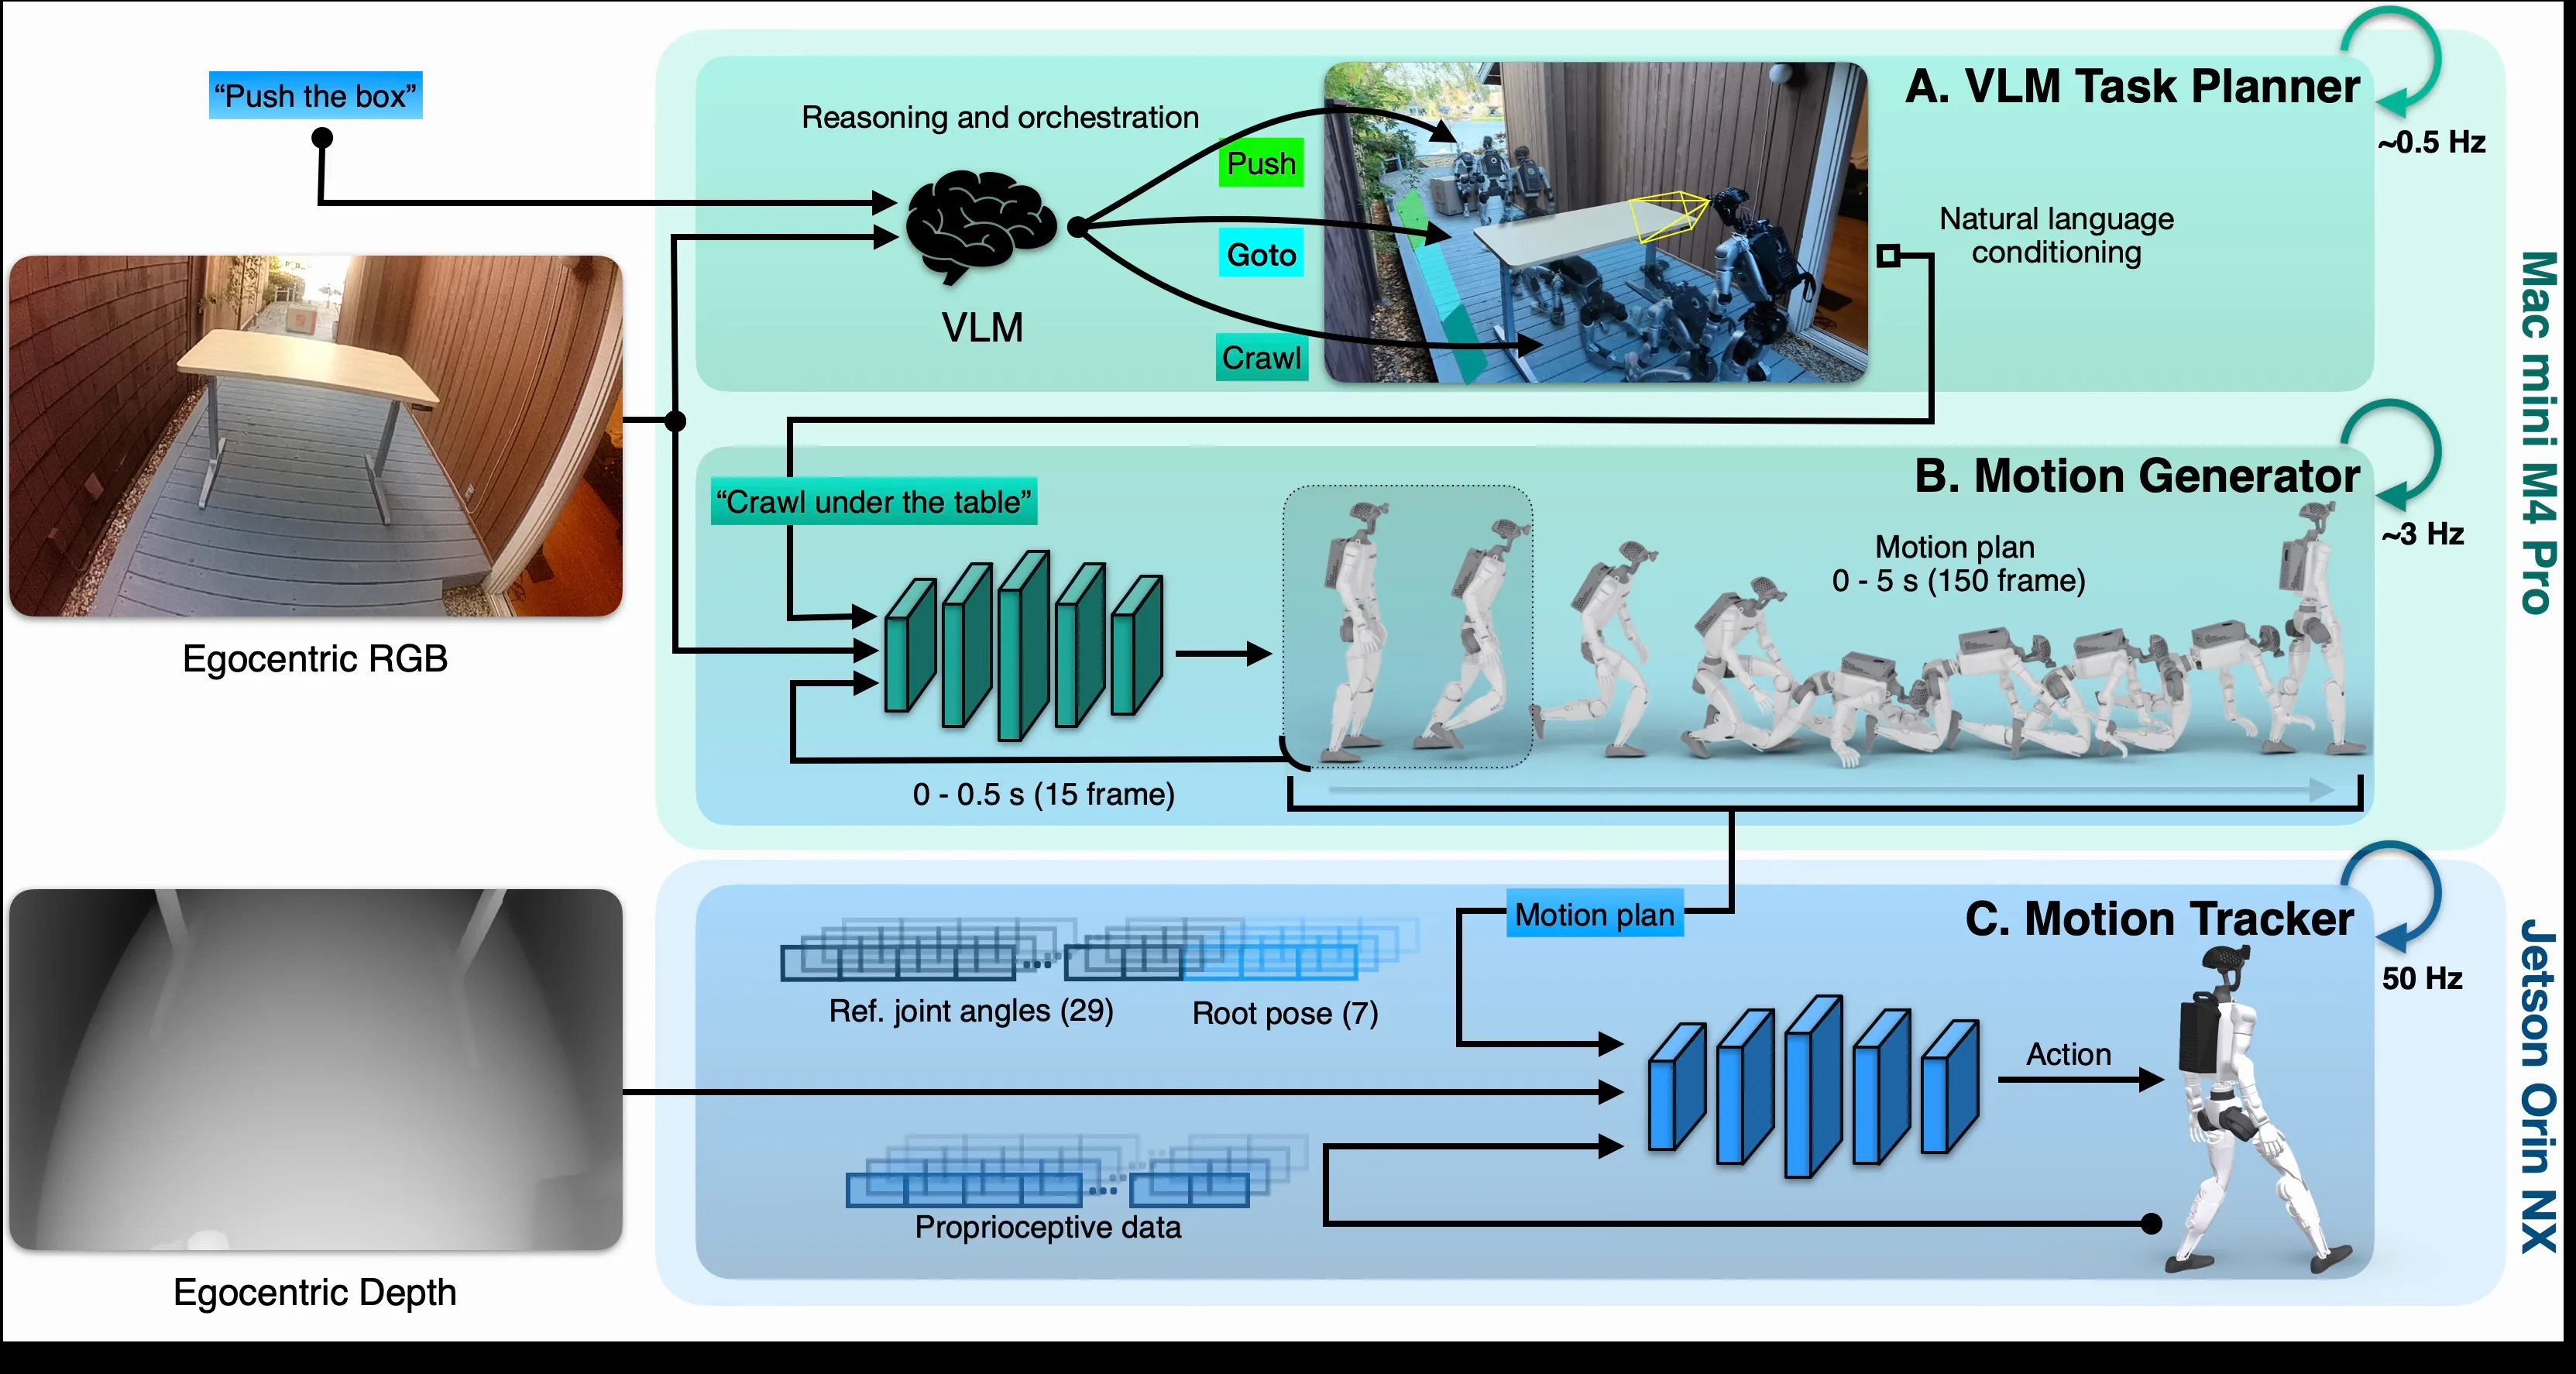 “Push the box”
Egocentric RGB
Egocentric Depth
A. VLM Task Planner
~0.5 Hz
Reasoning and orchestration
VLM
Push
Goto
Crawl
Natural language
conditioning
B. Motion Generator
~3 Hz
“Crawl under the table”
0 - 0.5 s (15 frame)
Motion plan
0 - 5 s (150 frame)
Mac mini M4 Pro
C. Motion Tracker
50 Hz
Motion plan
Ref. joint angles (29)
Root pose (7)
Proprioceptive data
Action
Jetson Orin NX